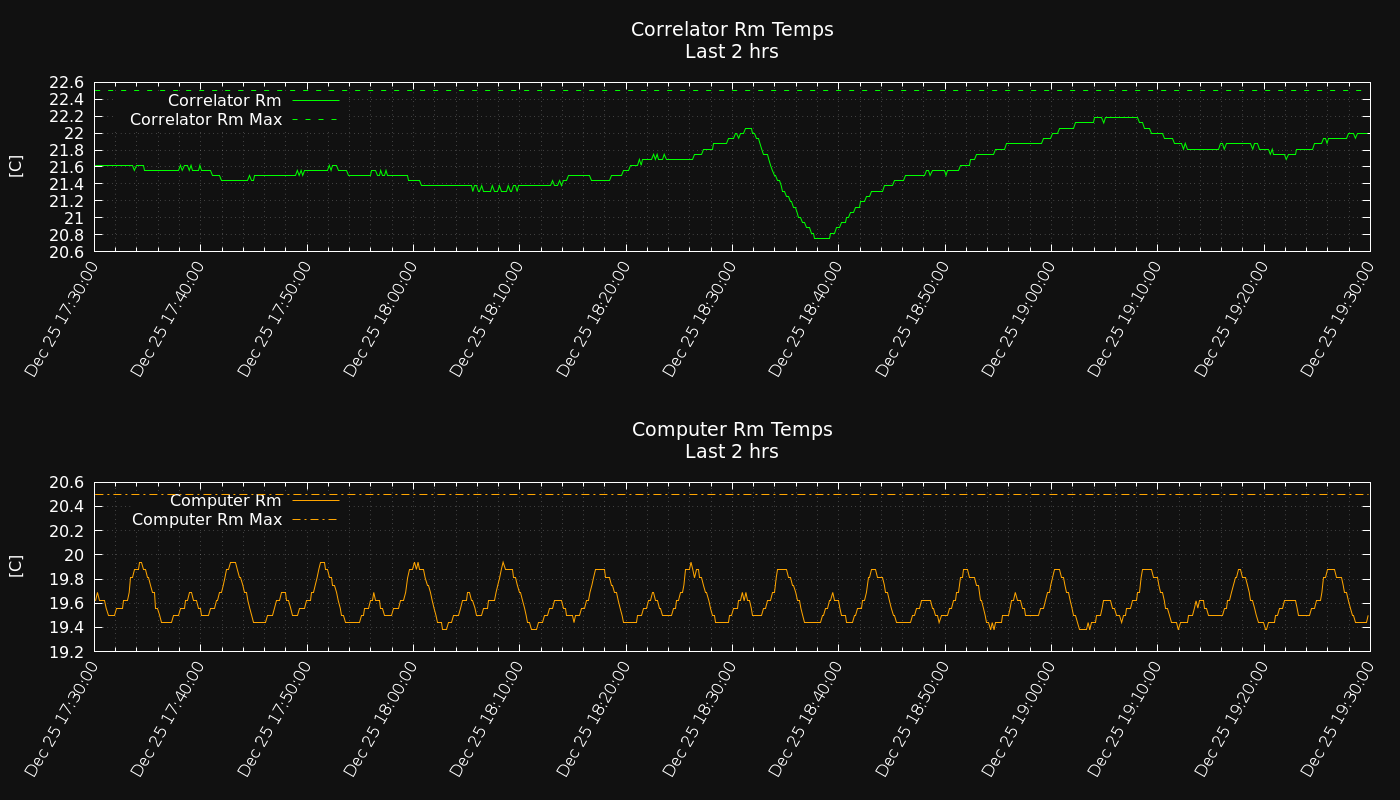 Correlator Rm Temps
Last 2 hrs
[C]
22.6
22.4
22.2
22
21.8
21.6
21.4
21.2
21
20.8
20.6
Correlator Rm
Correlator Rm Max
Dec 25 17:30:00
Dec 25 17:40:00
Dec 25 17:50:00
Dec 25 18:00:00
Dec 25 18:10:00
Dec 25 18:20:00
Dec 25 18:30:00
Dec 25 18:40:00
Dec 25 18:50:00
Dec 25 19:00:00
Dec 25 19:10:00
Dec 25 19:20:00
Dec 25 19:30:00
Computer Rm Temps
Last 2 hrs
[C]
20.6
20.4
20.2
20
19.8
19.6
19.4
19.2
Computer Rm
Computer Rm Max
Dec 25 17:30:00
Dec 25 17:40:00
Dec 25 17:50:00
Dec 25 18:00:00
Dec 25 18:10:00
Dec 25 18:20:00
Dec 25 18:30:00
Dec 25 18:40:00
Dec 25 18:50:00
Dec 25 19:00:00
Dec 25 19:10:00
Dec 25 19:20:00
Dec 25 19:30:00